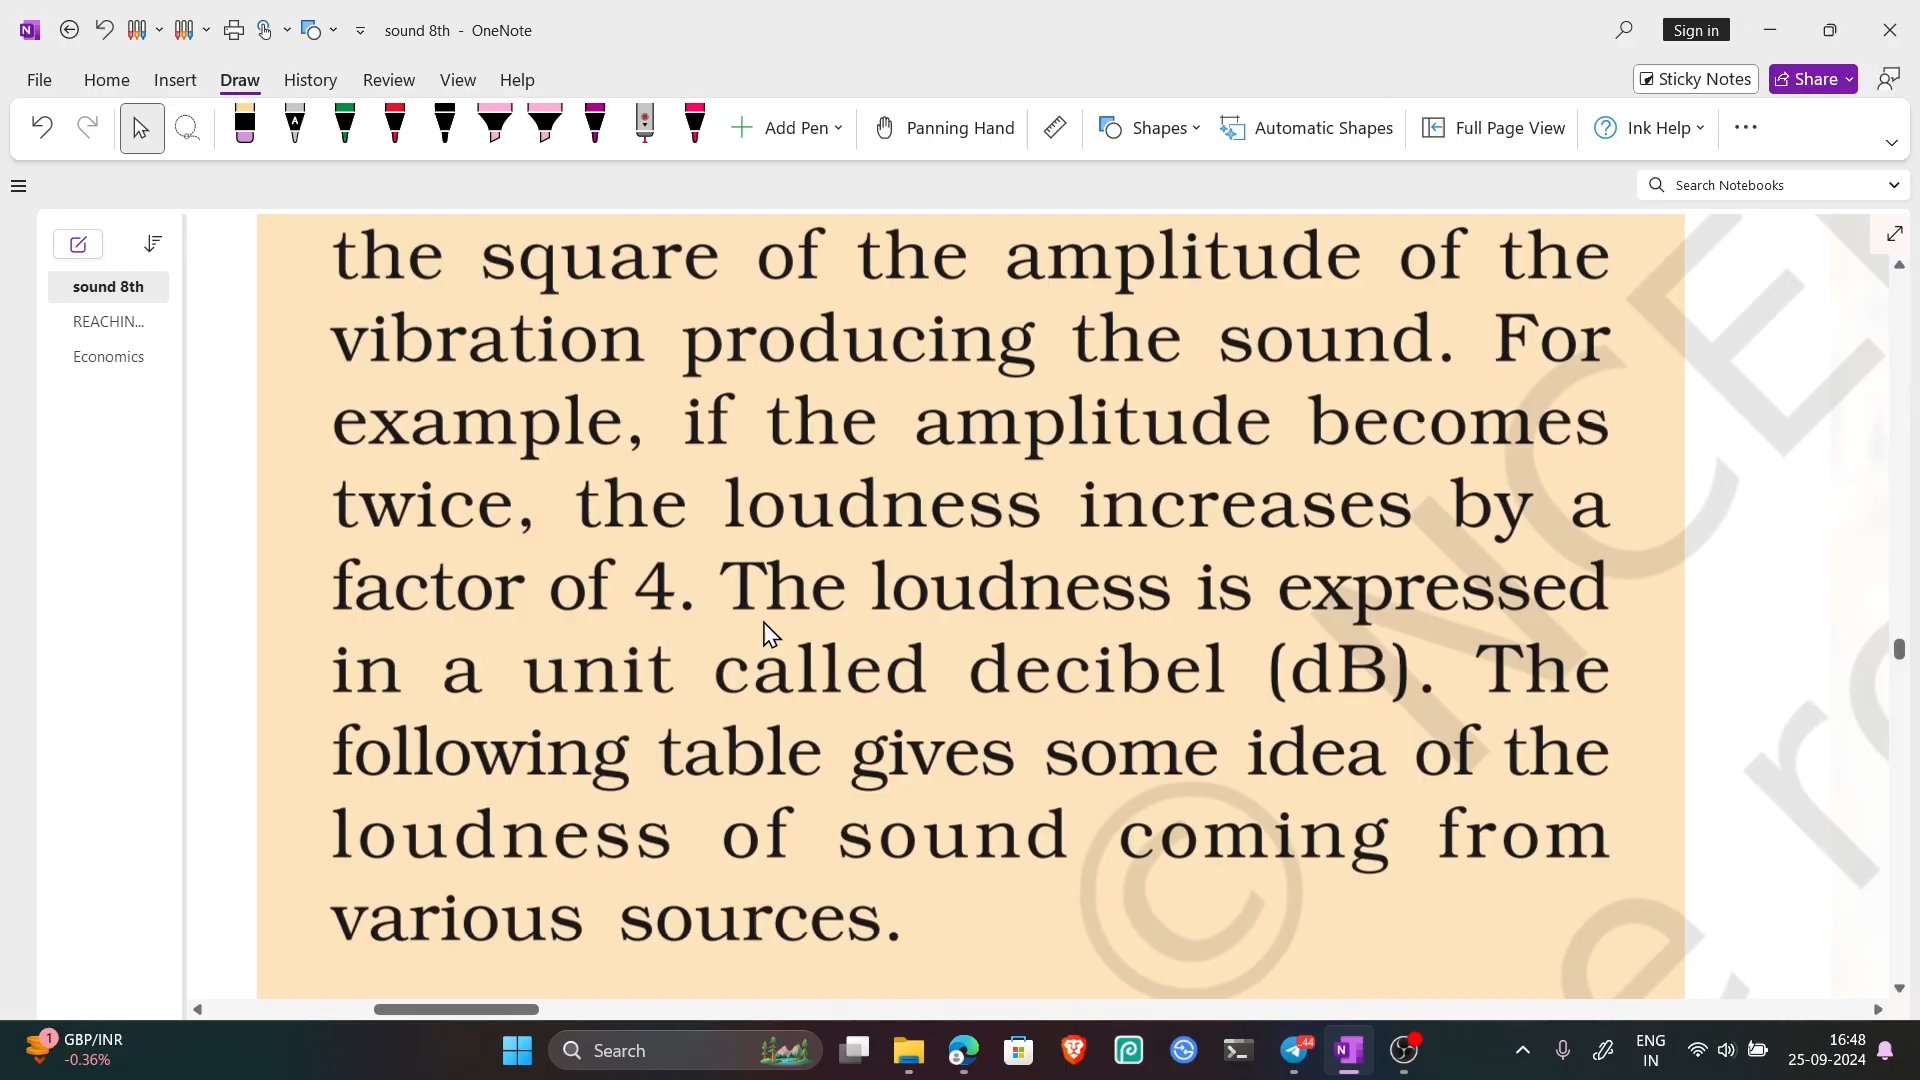 sound 8th - OneNote
Sign in
File Home Insert Draw History Review View Help
Sticky Notes Share
Add Pen Panning Hand Shapes Automatic Shapes Full Page View Ink Help
Search Notebooks
sound 8th
REACHIN...
Economics
the square of the amplitude of the
vibration producing the sound. For
example, if the amplitude becomes
twice, the loudness increases by a
factor of 4. The loudness is expressed
in a unit called decibel (dB). The
following table gives some idea of the
loudness of sound coming from
various sources.
© NCE
e r
1
GBP/INR
-0.36%
Search
44
ENG
IN
16:48
25-09-2024